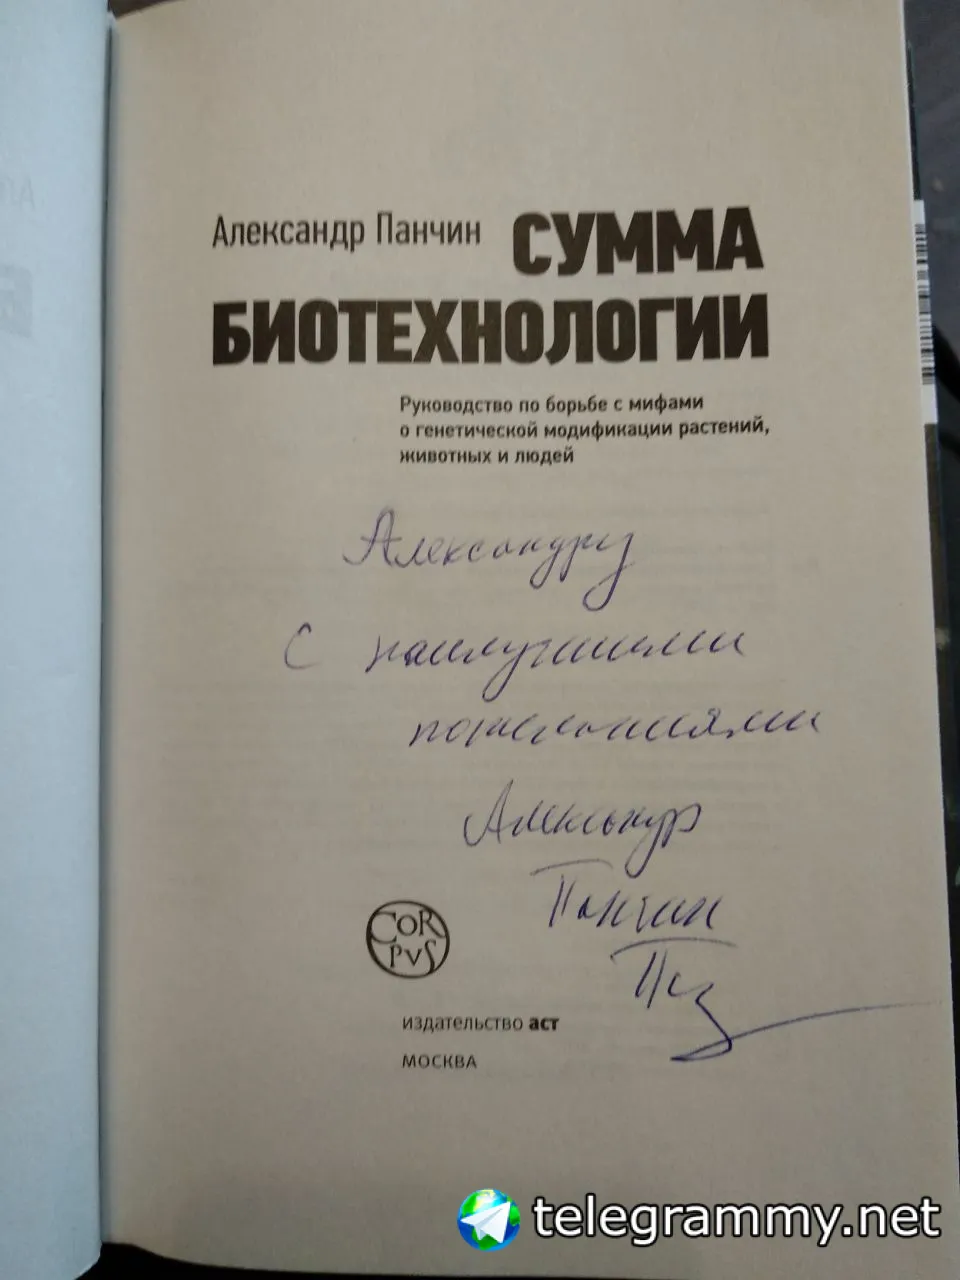 Александр Панчин СУММА
БИОТЕХНОЛОГИИ
Руководство по борьбе с мифами
о генетической модификации растений,
животных и людей
Александру
С наилучшими
пожеланиями
Александр
Панчин
CORPVS
издательство аст
МОСКВА
telegrammy.net